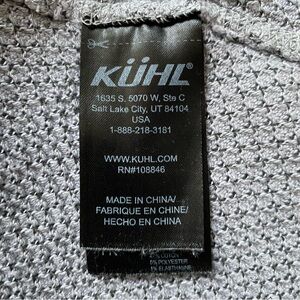 KÜHL®
1635 S. 5070 W, Ste C
Salt Lake City, UT 84104
USA
1-888-218-3181
WWW.KUHL.COM
RN#108846
MADE IN CHINA/
FABRIQUE EN CHINE/
HECHO EN CHINA
POLYESTER